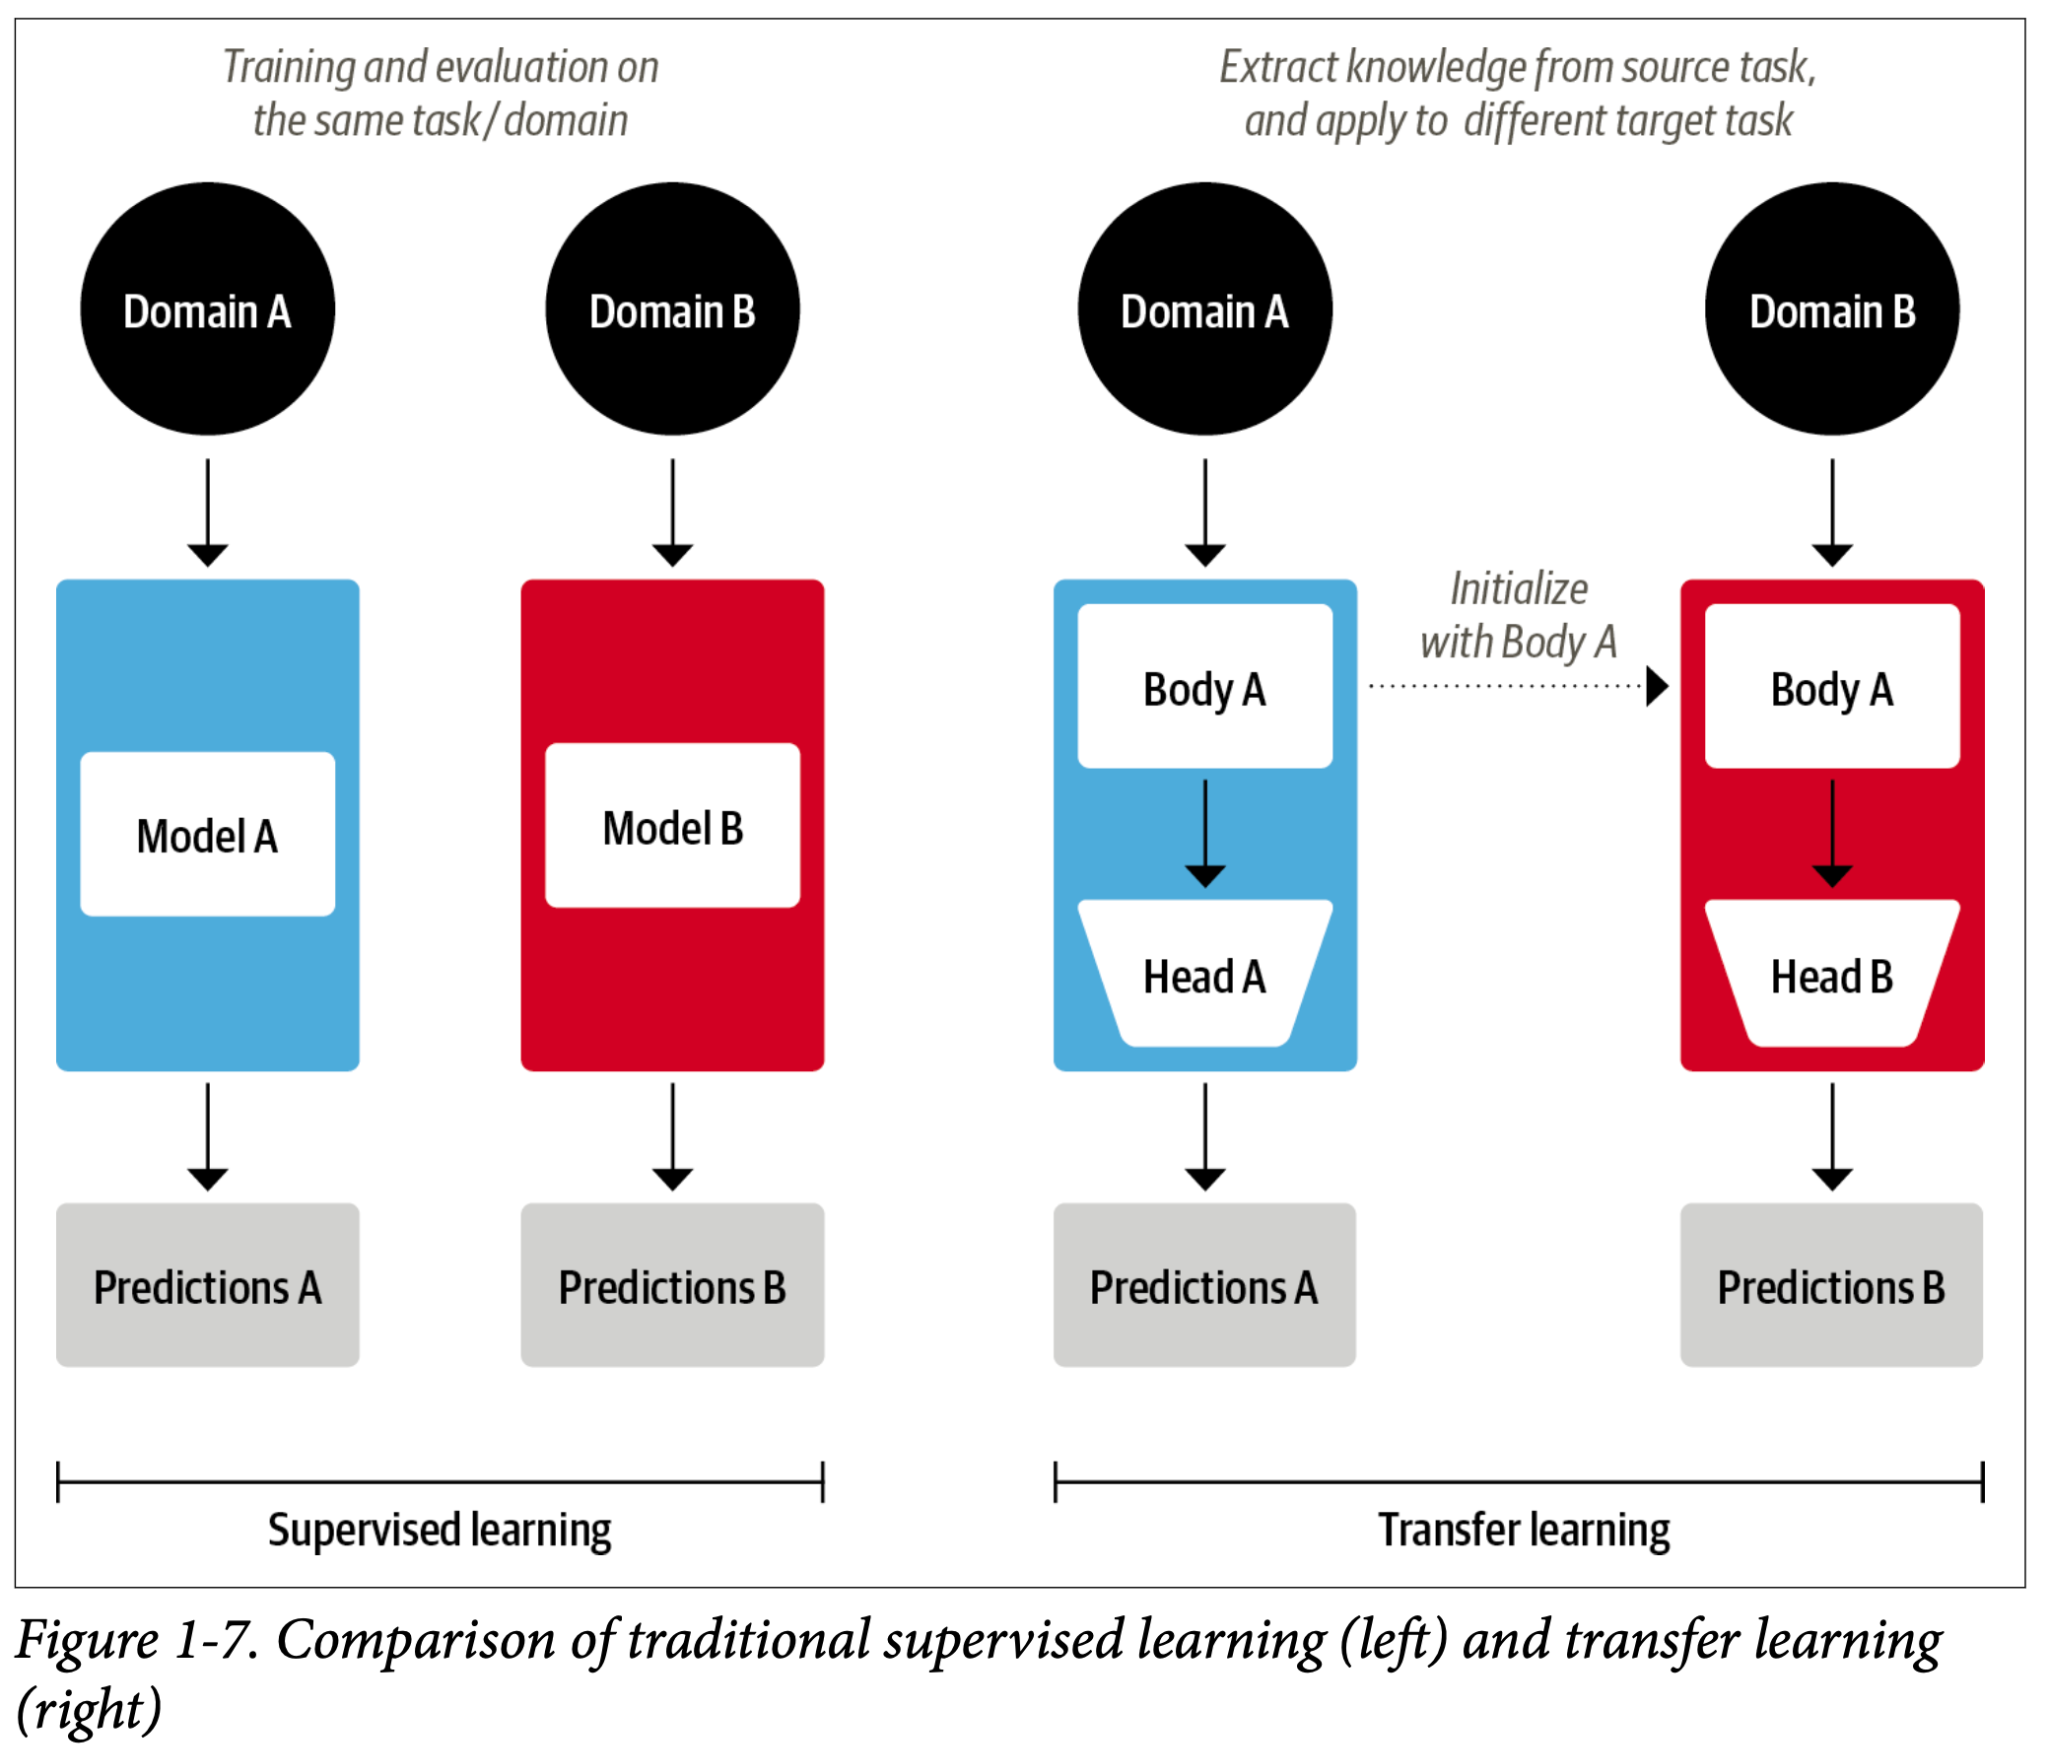 Training and evaluation on
the same task/domain
Extract knowledge from source task,
and apply to different target task
Domain A
Domain B
Domain A
Domain B
Initialize
with Body A
Model A
Model B
Body A
Body A
Head A
Head B
Predictions A
Predictions B
Predictions A
Predictions B
Supervised learning
Transfer learning
Figure 1-7. Comparison of traditional supervised learning (left) and transfer learning
(right)